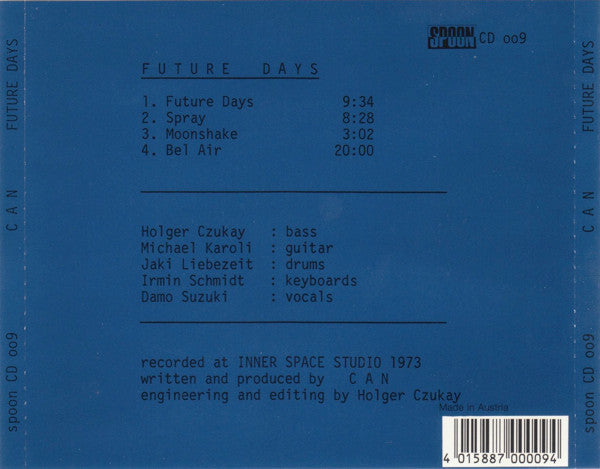 SPOON CD 009
FUTURE DAYS
1. Future Days 9:34
2. Spray 8:28
3. Moonshake 3:02
4. Bel Air 20:00
Holger Czukay : bass
Michael Karoli : guitar
Jaki Liebezeit : drums
Irmin Schmidt : keyboards
Damo Suzuki : vocals
recorded at INNER SPACE STUDIO 1973
written and produced by C A N
engineering and editing by Holger Czukay
Made in Austria
4 015887 000094
spoon CD 009 C A N FUTURE DAYS
spoon CD 009 C A N FUTURE DAYS